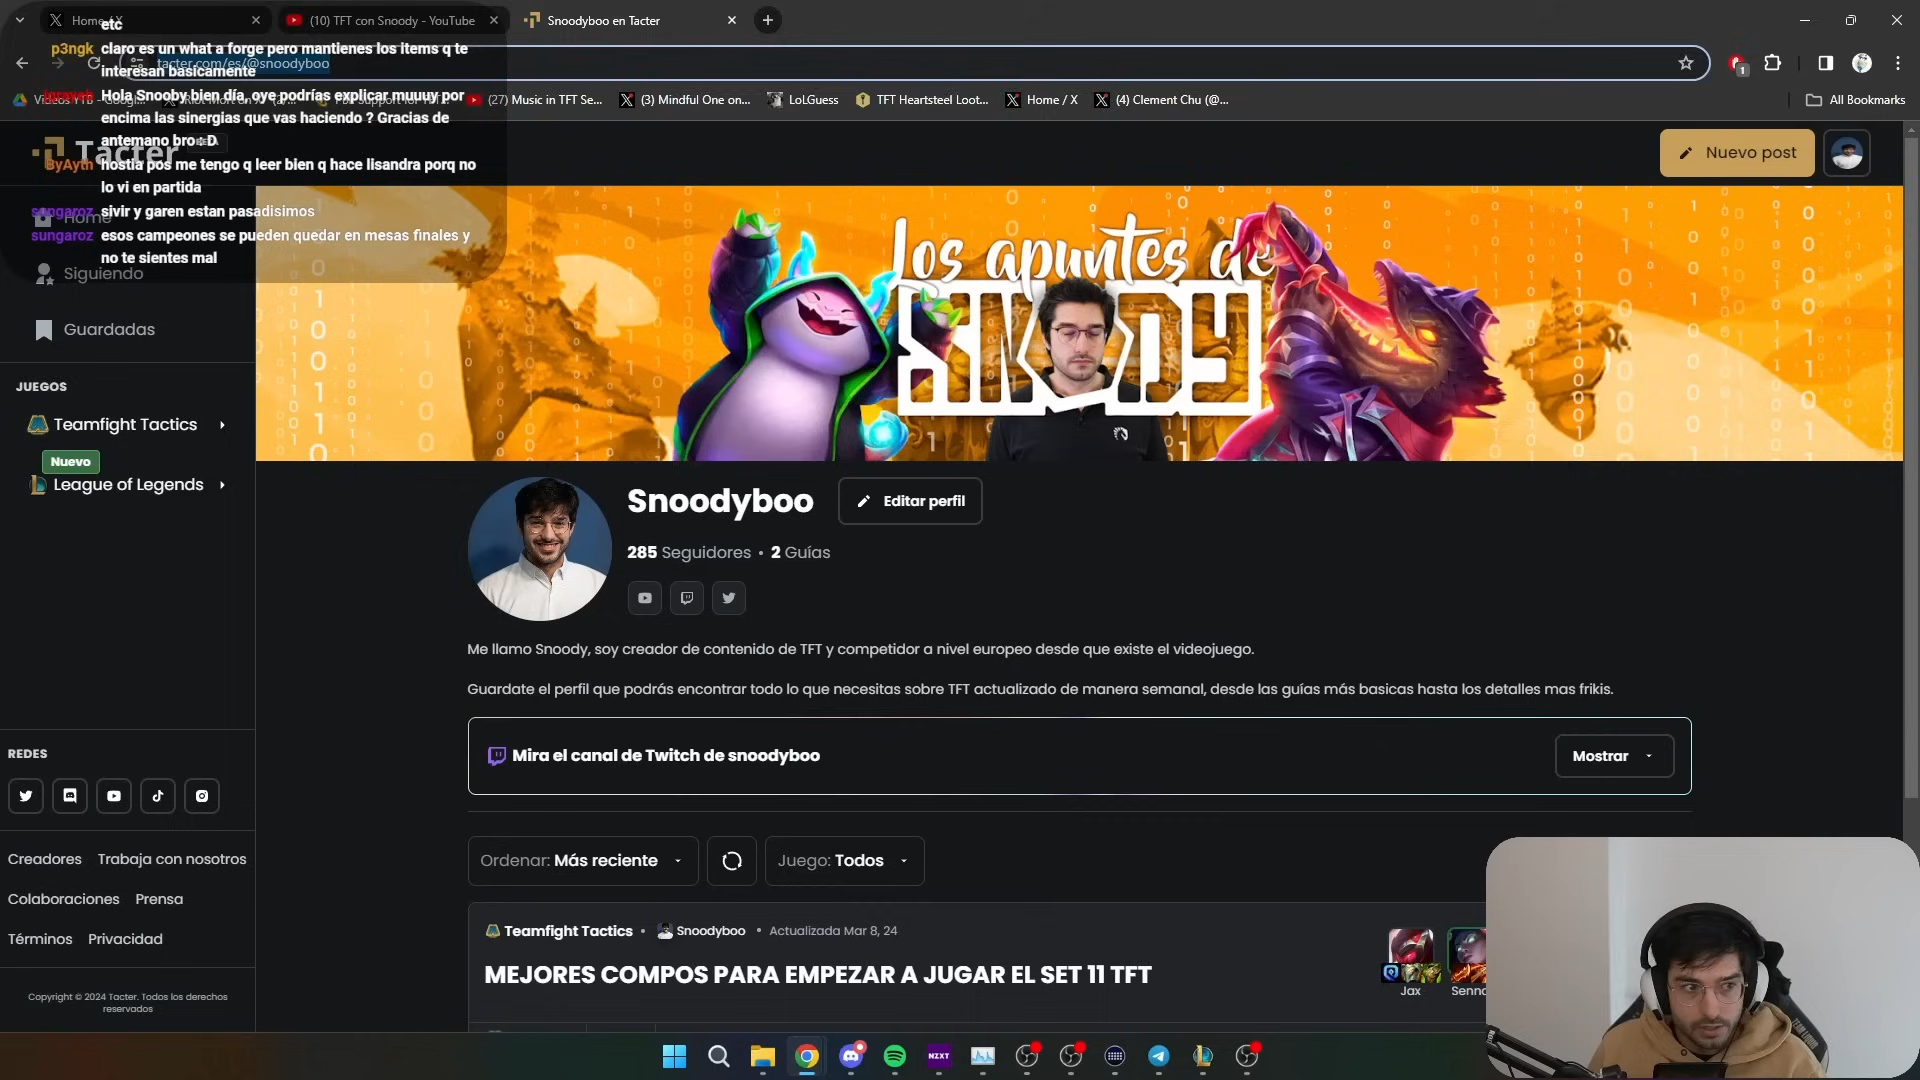 Home / X
(10) TFT con Snoody - YouTube
Snoodyboo en Tacter
etc
p3ngk claro es un what a forge pero mantienes los items q te
interesan basicamente
tacter.com/es/@snoodyboo
1
Hola Snooby bien día, oye podrías explicar muuuy por
encima las sinergias que vas haciendo ? Gracias de
antemano bro :D
ByAyth hostia pos me tengo q leer bien q hace lisandra porq no
lo vi en partida
sungaroz sivir y garen estan pasadisimos
sungaroz esos campeones se pueden quedar en mesas finales y
no te sientes mal
(27) Music in TFT Se...
(3) Mindful One on...
LoLGuess
TFT Heartsteel Loot...
Home / X
(4) Clement Chu (@...
All Bookmarks
Tacter
Nuevo post
Home
Siguiendo
Guardadas
JUEGOS
Teamfight Tactics
Nuevo
League of Legends
Los apuntes de
SNOODY
Snoodyboo
Editar perfil
285 Seguidores • 2 Guías
Me llamo Snoody, soy creador de contenido de TFT y competidor a nivel europeo desde que existe el videojuego.
Guardate el perfil que podrás encontrar todo lo que necesitas sobre TFT actualizado de manera semanal, desde las guías más basicas hasta los detalles mas frikis.
Mira el canal de Twitch de snoodyboo
Mostrar
REDES
Creadores Trabaja con nosotros
Colaboraciones Prensa
Términos Privacidad
Copyright © 2024 Tacter. Todos los derechos
reservados
Ordenar: Más reciente
Juego: Todos
Teamfight Tactics • Snoodyboo • Actualizada Mar 8, 24
MEJORES COMPOS PARA EMPEZAR A JUGAR EL SET 11 TFT
Jax
Senna
NZXT